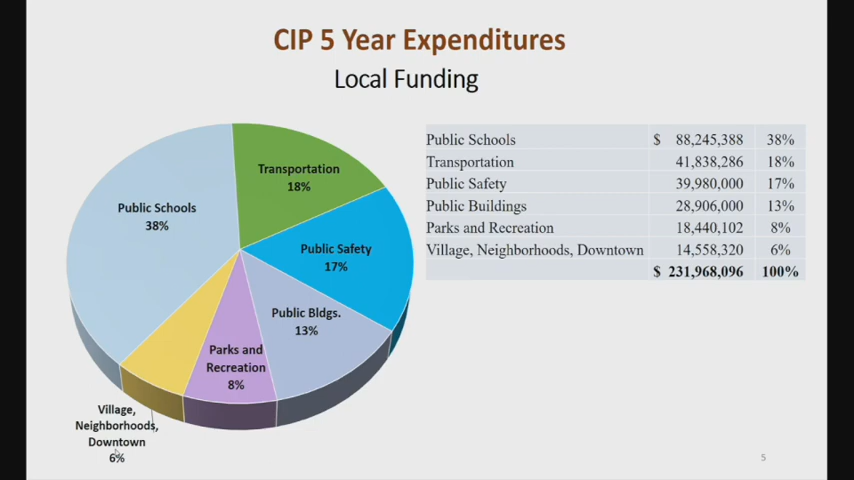 CIP 5 Year Expenditures
Local Funding
Transportation
18%
Public Schools
38%
Public Safety
17%
Public Bldgs.
13%
Parks and
Recreation
8%
Village,
Neighborhoods,
Downtown
6%
Public Schools $ 88,245,388 38%
Transportation 41,838,286 18%
Public Safety 39,980,000 17%
Public Buildings 28,906,000 13%
Parks and Recreation 18,440,102 8%
Village, Neighborhoods, Downtown 14,558,320 6%
$ 231,968,096 100%
5